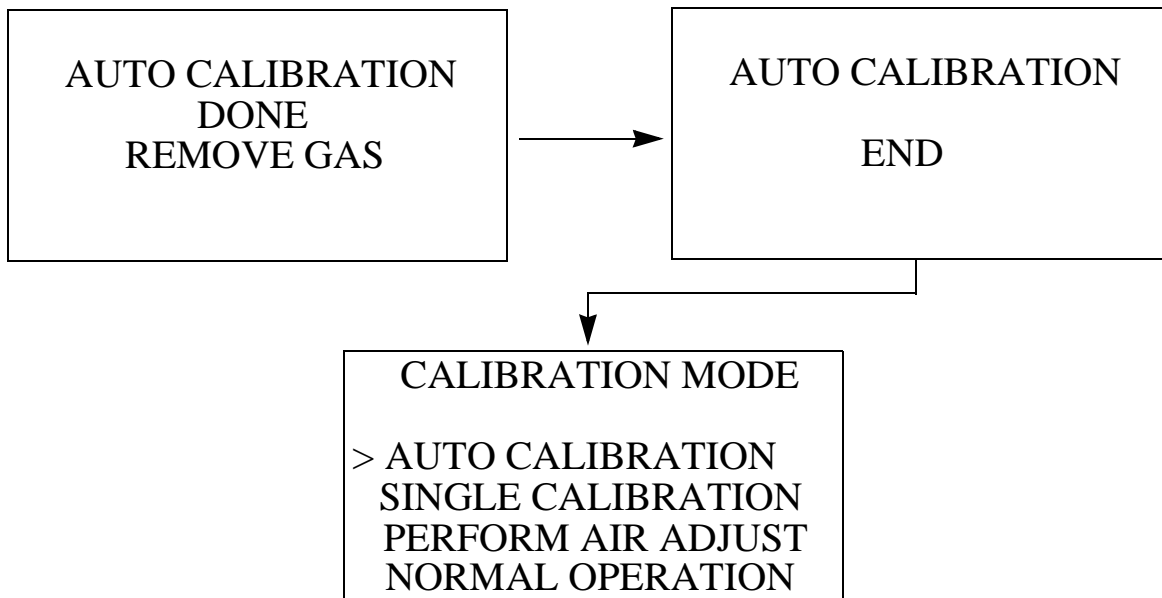 AUTO CALIBRATION
DONE
REMOVE GAS
AUTO CALIBRATION
END
CALIBRATION MODE
> AUTO CALIBRATION
SINGLE CALIBRATION
PERFORM AIR ADJUST
NORMAL OPERATION